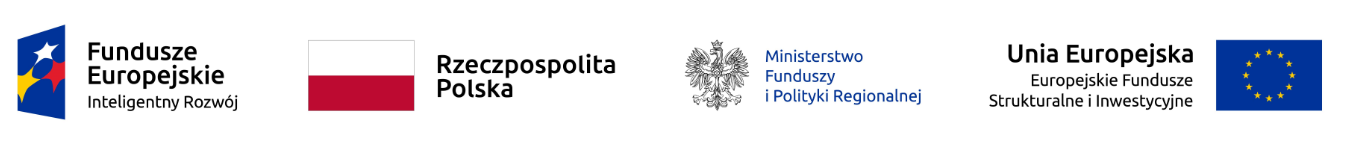 Fundusze
Europejskie
Inteligentny Rozwój
Rzeczpospolita
Polska
Ministerstwo
Funduszy
i Polityki Regionalnej
Unia Europejska
Europejskie Fundusze
Strukturalne i Inwestycyjne